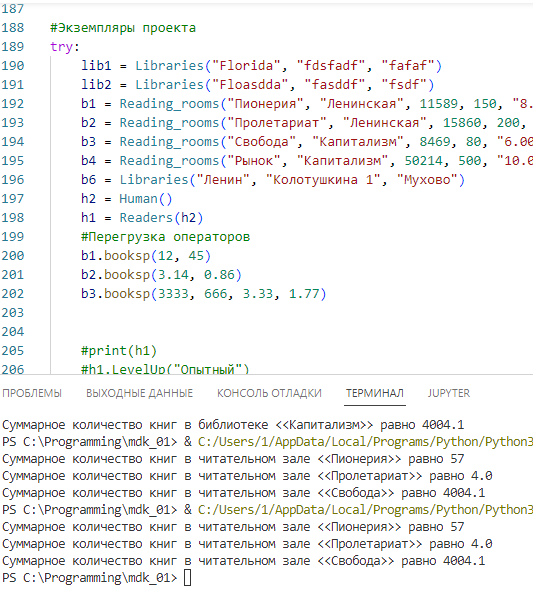 187
188 #Экземпляры проекта
189 try:
190 lib1 = Libraries("Florida", "fdsfadf", "fafaf")
191 lib2 = Libraries("Floasdda", "fasddf", "fsdf")
192 b1 = Reading_rooms("Пионерия", "Ленинская", 11589, 150, "8.
193 b2 = Reading_rooms("Пролетариат", "Ленинская", 15860, 200,
194 b3 = Reading_rooms("Свобода", "Капитализм", 8469, 80, "6.00
195 b4 = Reading_rooms("Рынок", "Капитализм", 50214, 500, "10.0
196 b6 = Libraries("Ленин", "Колотушкина 1", "Мухово")
197 h2 = Human()
198 h1 = Readers(h2)
199 #Перегрузка операторов
200 b1.booksp(12, 45)
201 b2.booksp(3.14, 0.86)
202 b3.booksp(3333, 666, 3.33, 1.77)
203
204
205 #print(h1)
206 #h1.LevelUp("Опытный")
ПРОБЛЕМЫ ВЫХОДНЫЕ ДАННЫЕ КОНСОЛЬ ОТЛАДКИ ТЕРМИНАЛ JUPYTER
Суммарное количество книг в библиотеке <<Капитализм>> равно 4004.1
PS C:\Programming\mdk_01> & C:/Users/1/AppData/Local/Programs/Python/Python3
Суммарное количество книг в читательном зале <<Пионерия>> равно 57
Суммарное количество книг в читательном зале <<Пролетариат>> равно 4.0
Суммарное количество книг в читательном зале <<Свобода>> равно 4004.1
PS C:\Programming\mdk_01> & C:/Users/1/AppData/Local/Programs/Python/Python3
Суммарное количество книг в читательном зале <<Пионерия>> равно 57
Суммарное количество книг в читательном зале <<Пролетариат>> равно 4.0
Суммарное количество книг в читательном зале <<Свобода>> равно 4004.1
PS C:\Programming\mdk_01>